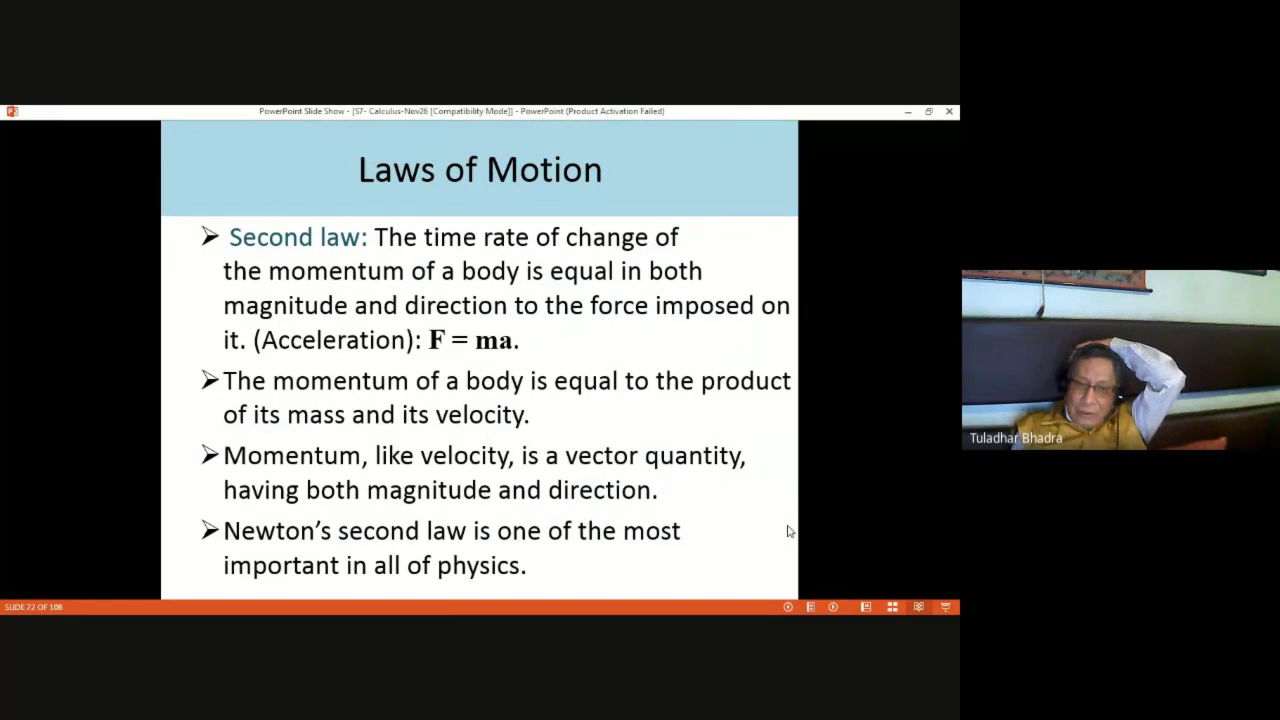 PowerPoint Slide Show - [S7- Calculus-Nov26 [Compatibility Mode]] - PowerPoint (Product Activation Failed)
Laws of Motion
➢ Second law: The time rate of change of
the momentum of a body is equal in both
magnitude and direction to the force imposed on
it. (Acceleration): F = ma.
➢ The momentum of a body is equal to the product
of its mass and its velocity.
➢ Momentum, like velocity, is a vector quantity,
having both magnitude and direction.
➢ Newton’s second law is one of the most
important in all of physics.
SLIDE 72 OF 108
Tuladhar Bhadra